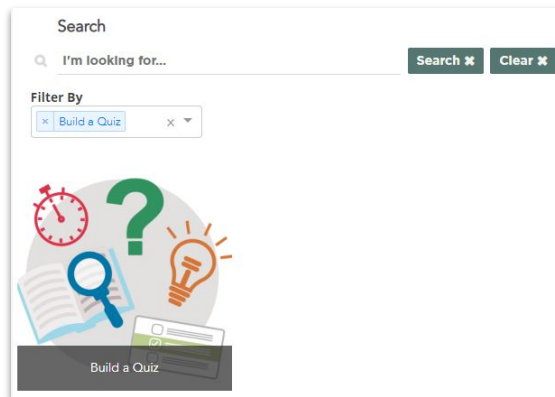 Search
I'm looking for...
Search ✖ Clear ✖
Filter By
× Build a Quiz ×
?
Build a Quiz